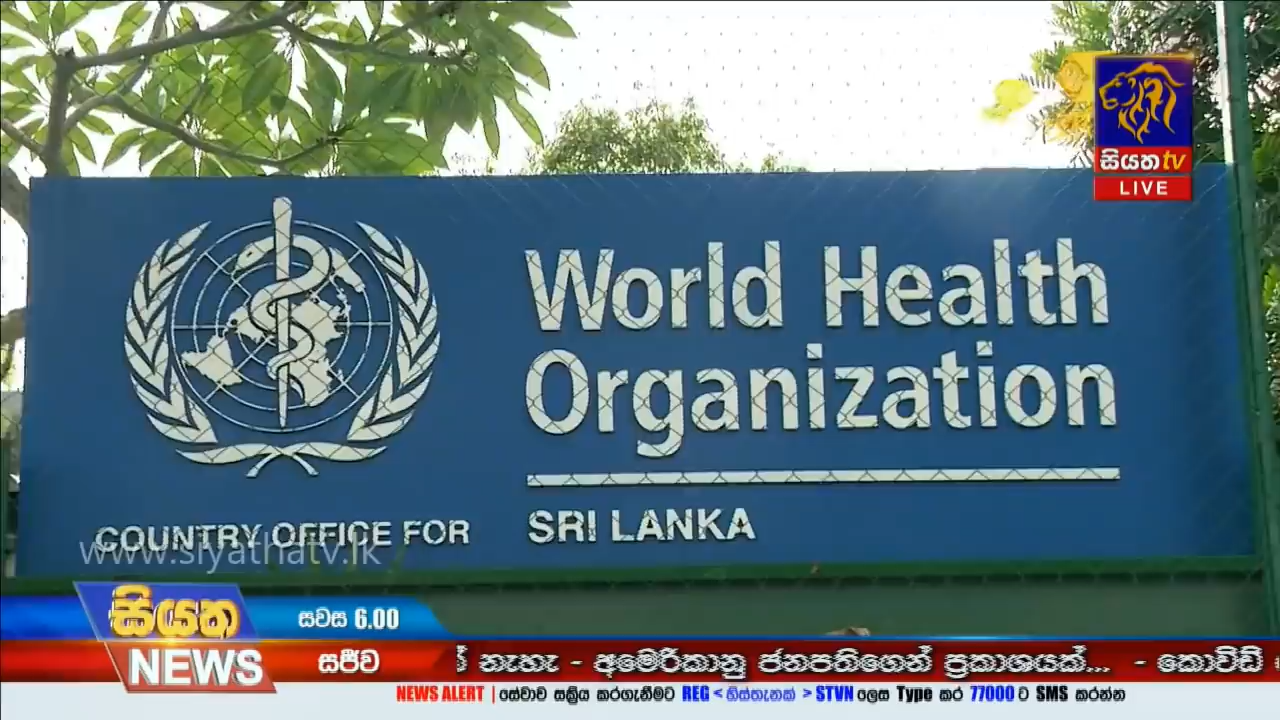 සියත tv
LIVE
World Health
Organization
COUNTRY OFFICE FOR SRI LANKA
www.siyathatv.lk
සියත සවස 6.00
NEWS සජීව නැහැ - අමෙරිකානු ජනපතිගෙන් ප්‍රකාශයක්... - කොවිඩ්
NEWS ALERT | සේවාව සක්‍රිය කරගැනීමට REG < හිස්තැනක් > STVN ලෙස Type කර 77000 ට SMS කරන්න